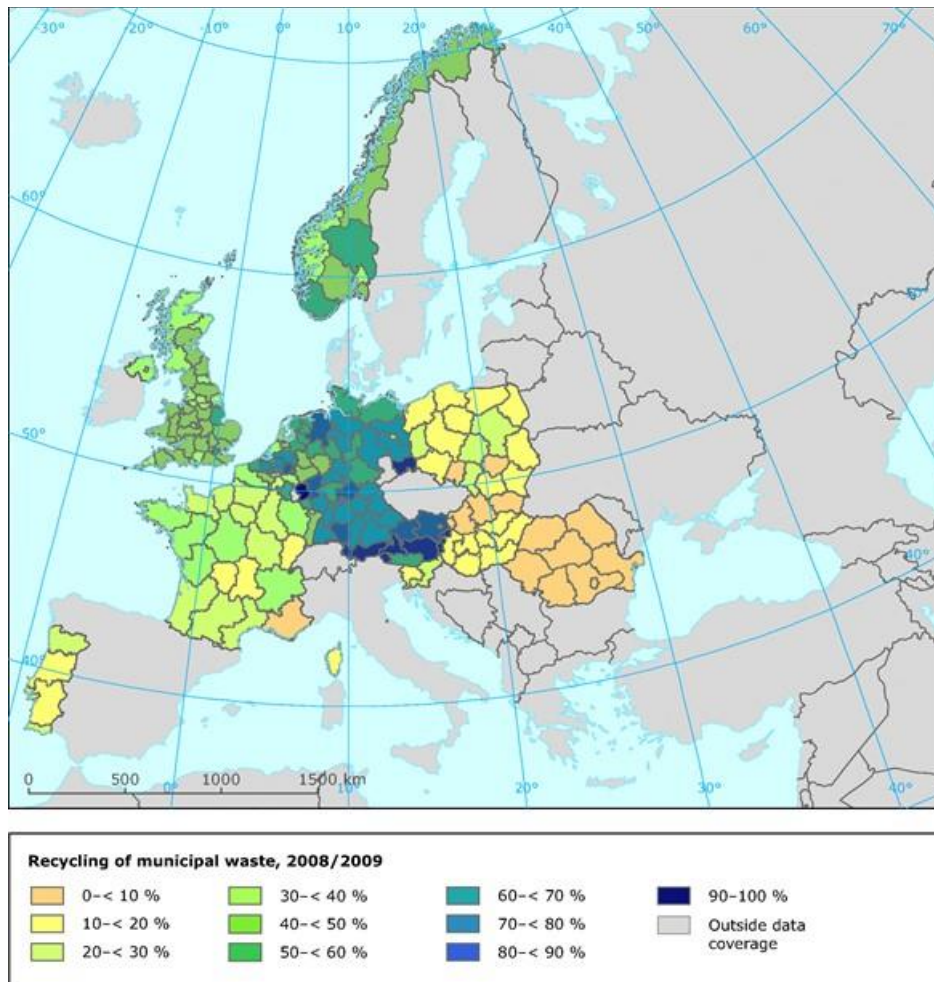 -30° -20° -10° 0° 10° 20° 30° 40° 50° 60° 70°
60°
50°
50°
40°
40°
0 500 1000 1500 km
0° 10° 20° 30° 40°
Recycling of municipal waste, 2008/2009
0–< 10 %
10–< 20 %
20–< 30 %
30–< 40 %
40–< 50 %
50–< 60 %
60–< 70 %
70–< 80 %
80–< 90 %
90–100 %
Outside data
coverage